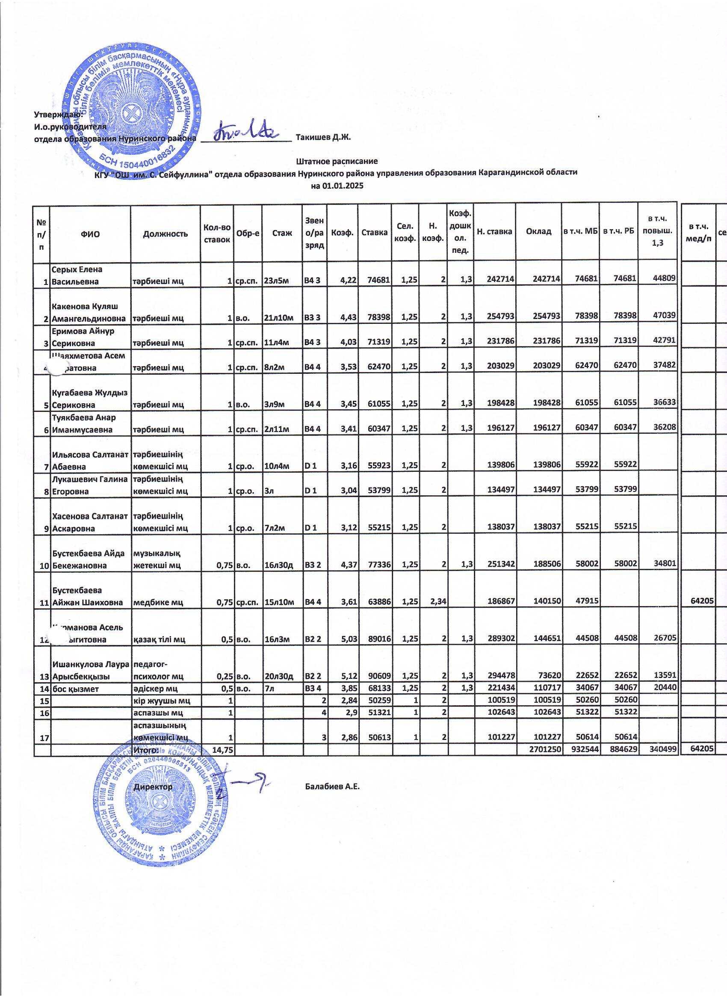 Утверждаю:
И.о.руководителя
отдела образования Нуринского района Такишев Д.Ж.
БСН 150440016832
Штатное расписание
КГУ "ОШ им. С. Сейфуллина" отдела образования Нуринского района управления образования Карагандинской области
на 01.01.2025
№ п/п ФИО Должность Кол-во ставок Обр-е Стаж Звено/разряд Коэф. Ставка Сел. коэф. Н. коэф. Коэф. дошкол. пед. Н. ставка Оклад в т.ч. МБ в т.ч. РБ в т.ч. повыш. 1,3 в т.ч. мед/п
Серых Елена
1 Васильевна тәрбиеші мц 1 ср.сп. 23л5м В4 3 4,22 74681 1,25 2 1,3 242714 242714 74681 74681 44809
Какенова Куляш
2 Амангельдиновна тәрбиеші мц 1 в.о. 21л10м В3 3 4,43 78398 1,25 2 1,3 254793 254793 78398 78398 47039
Еримова Айнур
3 Сериковна тәрбиеші мц 1 ср.сп. 11л4м В4 3 4,03 71319 1,25 2 1,3 231786 231786 71319 71319 42791
Асем
тәрбиеші мц 1 ср.сп. 8л2м В4 4 3,53 62470 1,25 2 1,3 203029 203029 62470 62470 37482
Кугабаева Жулдыз
5 Сериковна тәрбиеші мц 1 в.о. 3л9м В4 4 3,45 61055 1,25 2 1,3 198428 198428 61055 61055 36633
Туякбаева Анар
6 Иманмусаевна тәрбиеші мц 1 ср.сп. 2л11м В4 4 3,41 60347 1,25 2 1,3 196127 196127 60347 60347 36208
Ильясова Салтанат тәрбиешінің
7 Абаевна көмекшісі мц 1 ср.о. 10л4м D 1 3,16 55923 1,25 2 139806 139806 55922 55922
Лукашевич Галина тәрбиешінің
8 Егоровна көмекшісі мц 1 ср.о. 3л D 1 3,04 53799 1,25 2 134497 134497 53799 53799
Хасенова Салтанат тәрбиешінің
9 Аскаровна көмекшісі мц 1 ср.о. 7л2м D 1 3,12 55215 1,25 2 138037 138037 55215 55215
Бустекбаева Айда музыкалық
10 Бекежановна жетекші мц 0,75 в.о. 16л30д В3 2 4,37 77336 1,25 2 1,3 251342 188506 58002 58002 34801
Бустекбаева
11 Айжан Шаиховна медбике мц 0,75 ср.сп. 15л10м В4 4 3,61 63886 1,25 2,34 186867 140150 47915 64205
Асель
12 қазақ тілі мц 0,5 в.о. 16л3м В2 2 5,03 89016 1,25 2 1,3 289302 144651 44508 44508 26705
Ишанкулова Лаура педагог-
13 Арысбекқызы психолог мц 0,25 в.о. 20л30д В2 2 5,12 90609 1,25 2 1,3 294478 73620 22652 22652 13591
14 бос қызмет әдіскер мц 0,5 в.о. 7л В3 4 3,85 68133 1,25 2 1,3 221434 110717 34067 34067 20440
15 кір жуушы мц 1 2 2,84 50259 1 2 100519 100519 50260 50260
16 аспазшы мц 1 4 2,9 51321 1 2 102643 102643 51322 51322
аспазшының
17 көмекшісі мц 1 3 2,86 50613 1 2 101227 101227 50614 50614
Итого: 14,75 2701250 932544 884629 340499 64205
БСН 020440005513
Директор Балабиев А.Е.